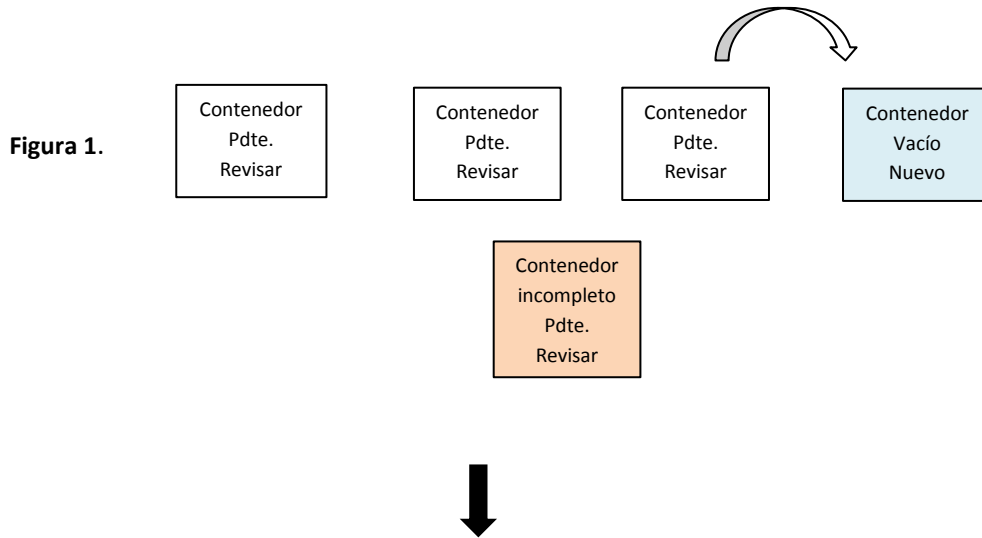 Contenedor
Pdte.
Revisar
Contenedor
Pdte.
Revisar
Contenedor
Pdte.
Revisar
Contenedor
Vacío
Nuevo
Figura 1.
Contenedor
incompleto
Pdte.
Revisar